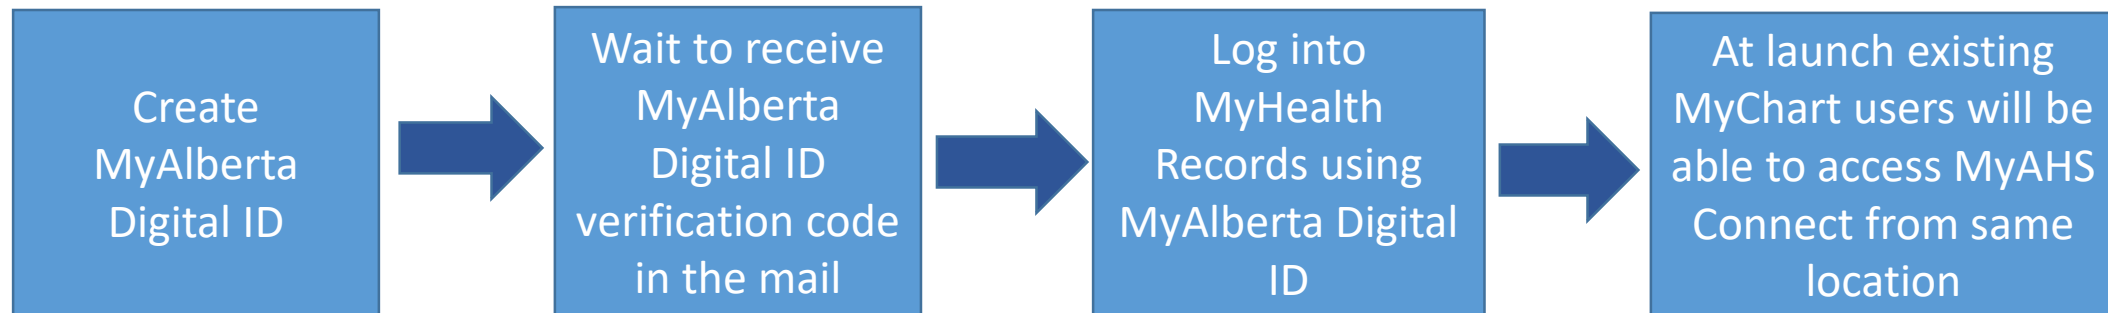 Create
MyAlberta
Digital ID
Wait to receive
MyAlberta
Digital ID
verification code
in the mail
Log into
MyHealth
Records using
MyAlberta Digital
ID
At launch existing
MyChart users will be
able to access MyAHS
Connect from same
location